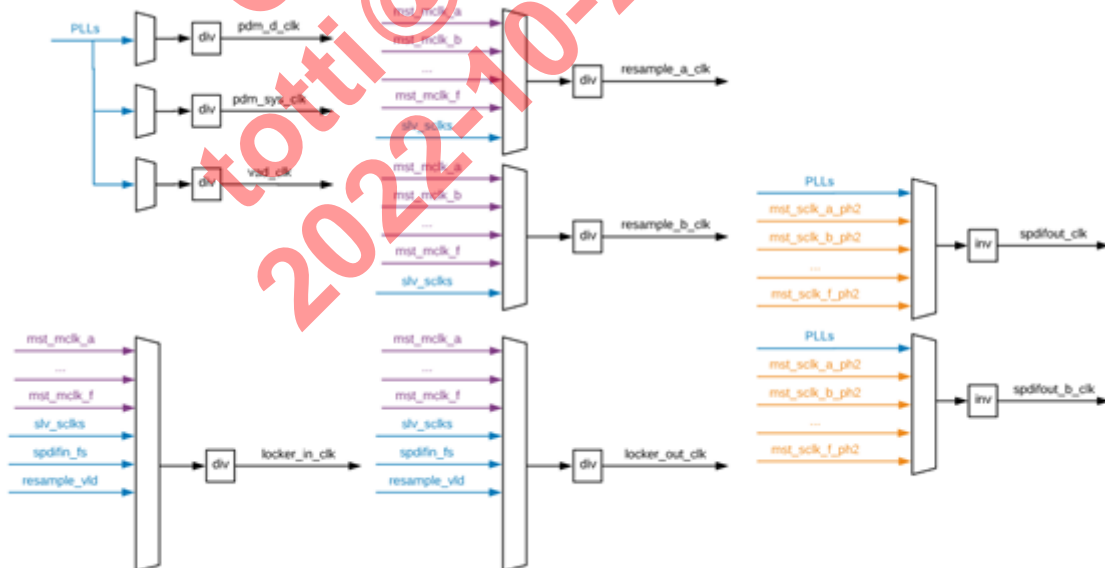 PLLs
div
pdm_d_clk
div
pdm_sys_clk
div
vad_clk
mst_mclk_a
mst_mclk_b
...
mst_mclk_f
slv_sclks
div
resample_a_clk
mst_mclk_a
mst_mclk_b
...
mst_mclk_f
slv_sclks
div
resample_b_clk
PLLs
mst_sclk_a_ph2
mst_sclk_b_ph2
...
mst_sclk_f_ph2
inv
spdifout_clk
mst_mclk_a
...
mst_mclk_f
slv_sclks
spdifin_fs
resample_vld
div
locker_in_clk
mst_mclk_a
...
mst_mclk_f
slv_sclks
spdifin_fs
resample_vld
div
locker_out_clk
PLLs
mst_sclk_a_ph2
mst_sclk_b_ph2
...
mst_sclk_f_ph2
inv
spdifout_b_clk
totti ©
2022-10-